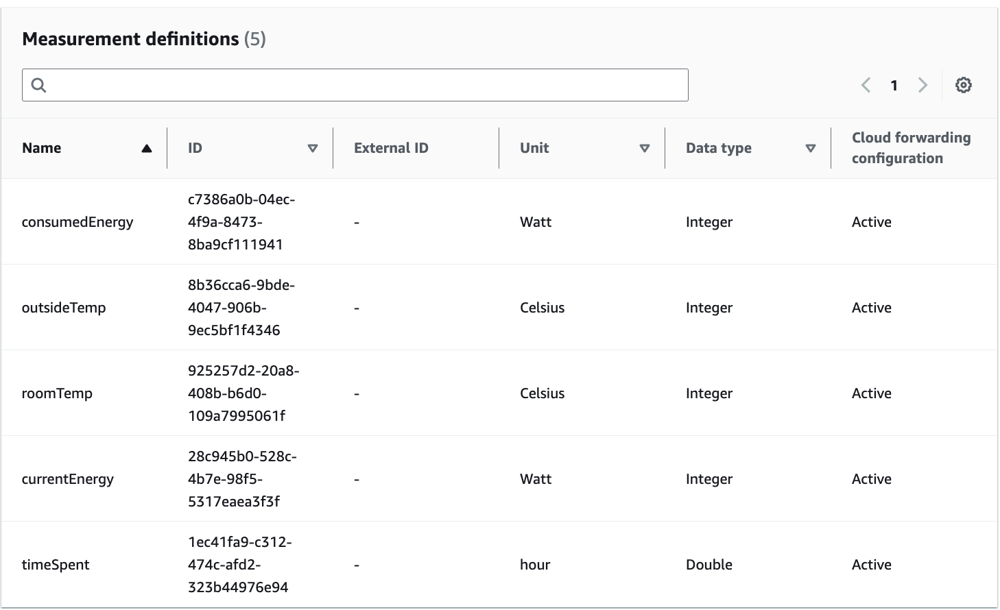 Measurement definitions (5)
1
Name
ID
External ID
Unit
Data type
Cloud forwarding
configuration
consumedEnergy
c7386a0b-04ec-
4f9a-8473-
8ba9cf111941
-
Watt
Integer
Active
outsideTemp
8b36cca6-9bde-
4047-906b-
9ec5bf1f4346
-
Celsius
Integer
Active
roomTemp
925257d2-20a8-
408b-b6d0-
109a7995061f
-
Celsius
Integer
Active
currentEnergy
28c945b0-528c-
4b7e-98f5-
5317eaea3f3f
-
Watt
Integer
Active
timeSpent
1ec41fa9-c312-
474c-afd2-
323b44976e94
-
hour
Double
Active